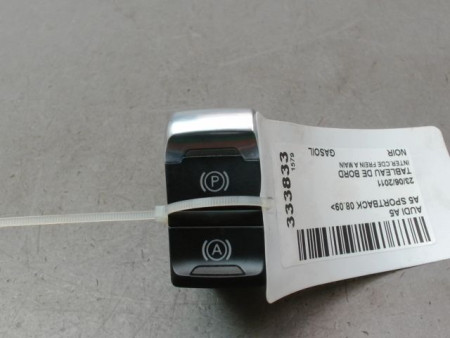 P
A
AUDI A5
A5 SPORTBACK 08.09>
23/06/2011
TABLEAU DE BORD
INTER.CDE FREIN A MAIN
NOIR
GASOIL
1579
333833